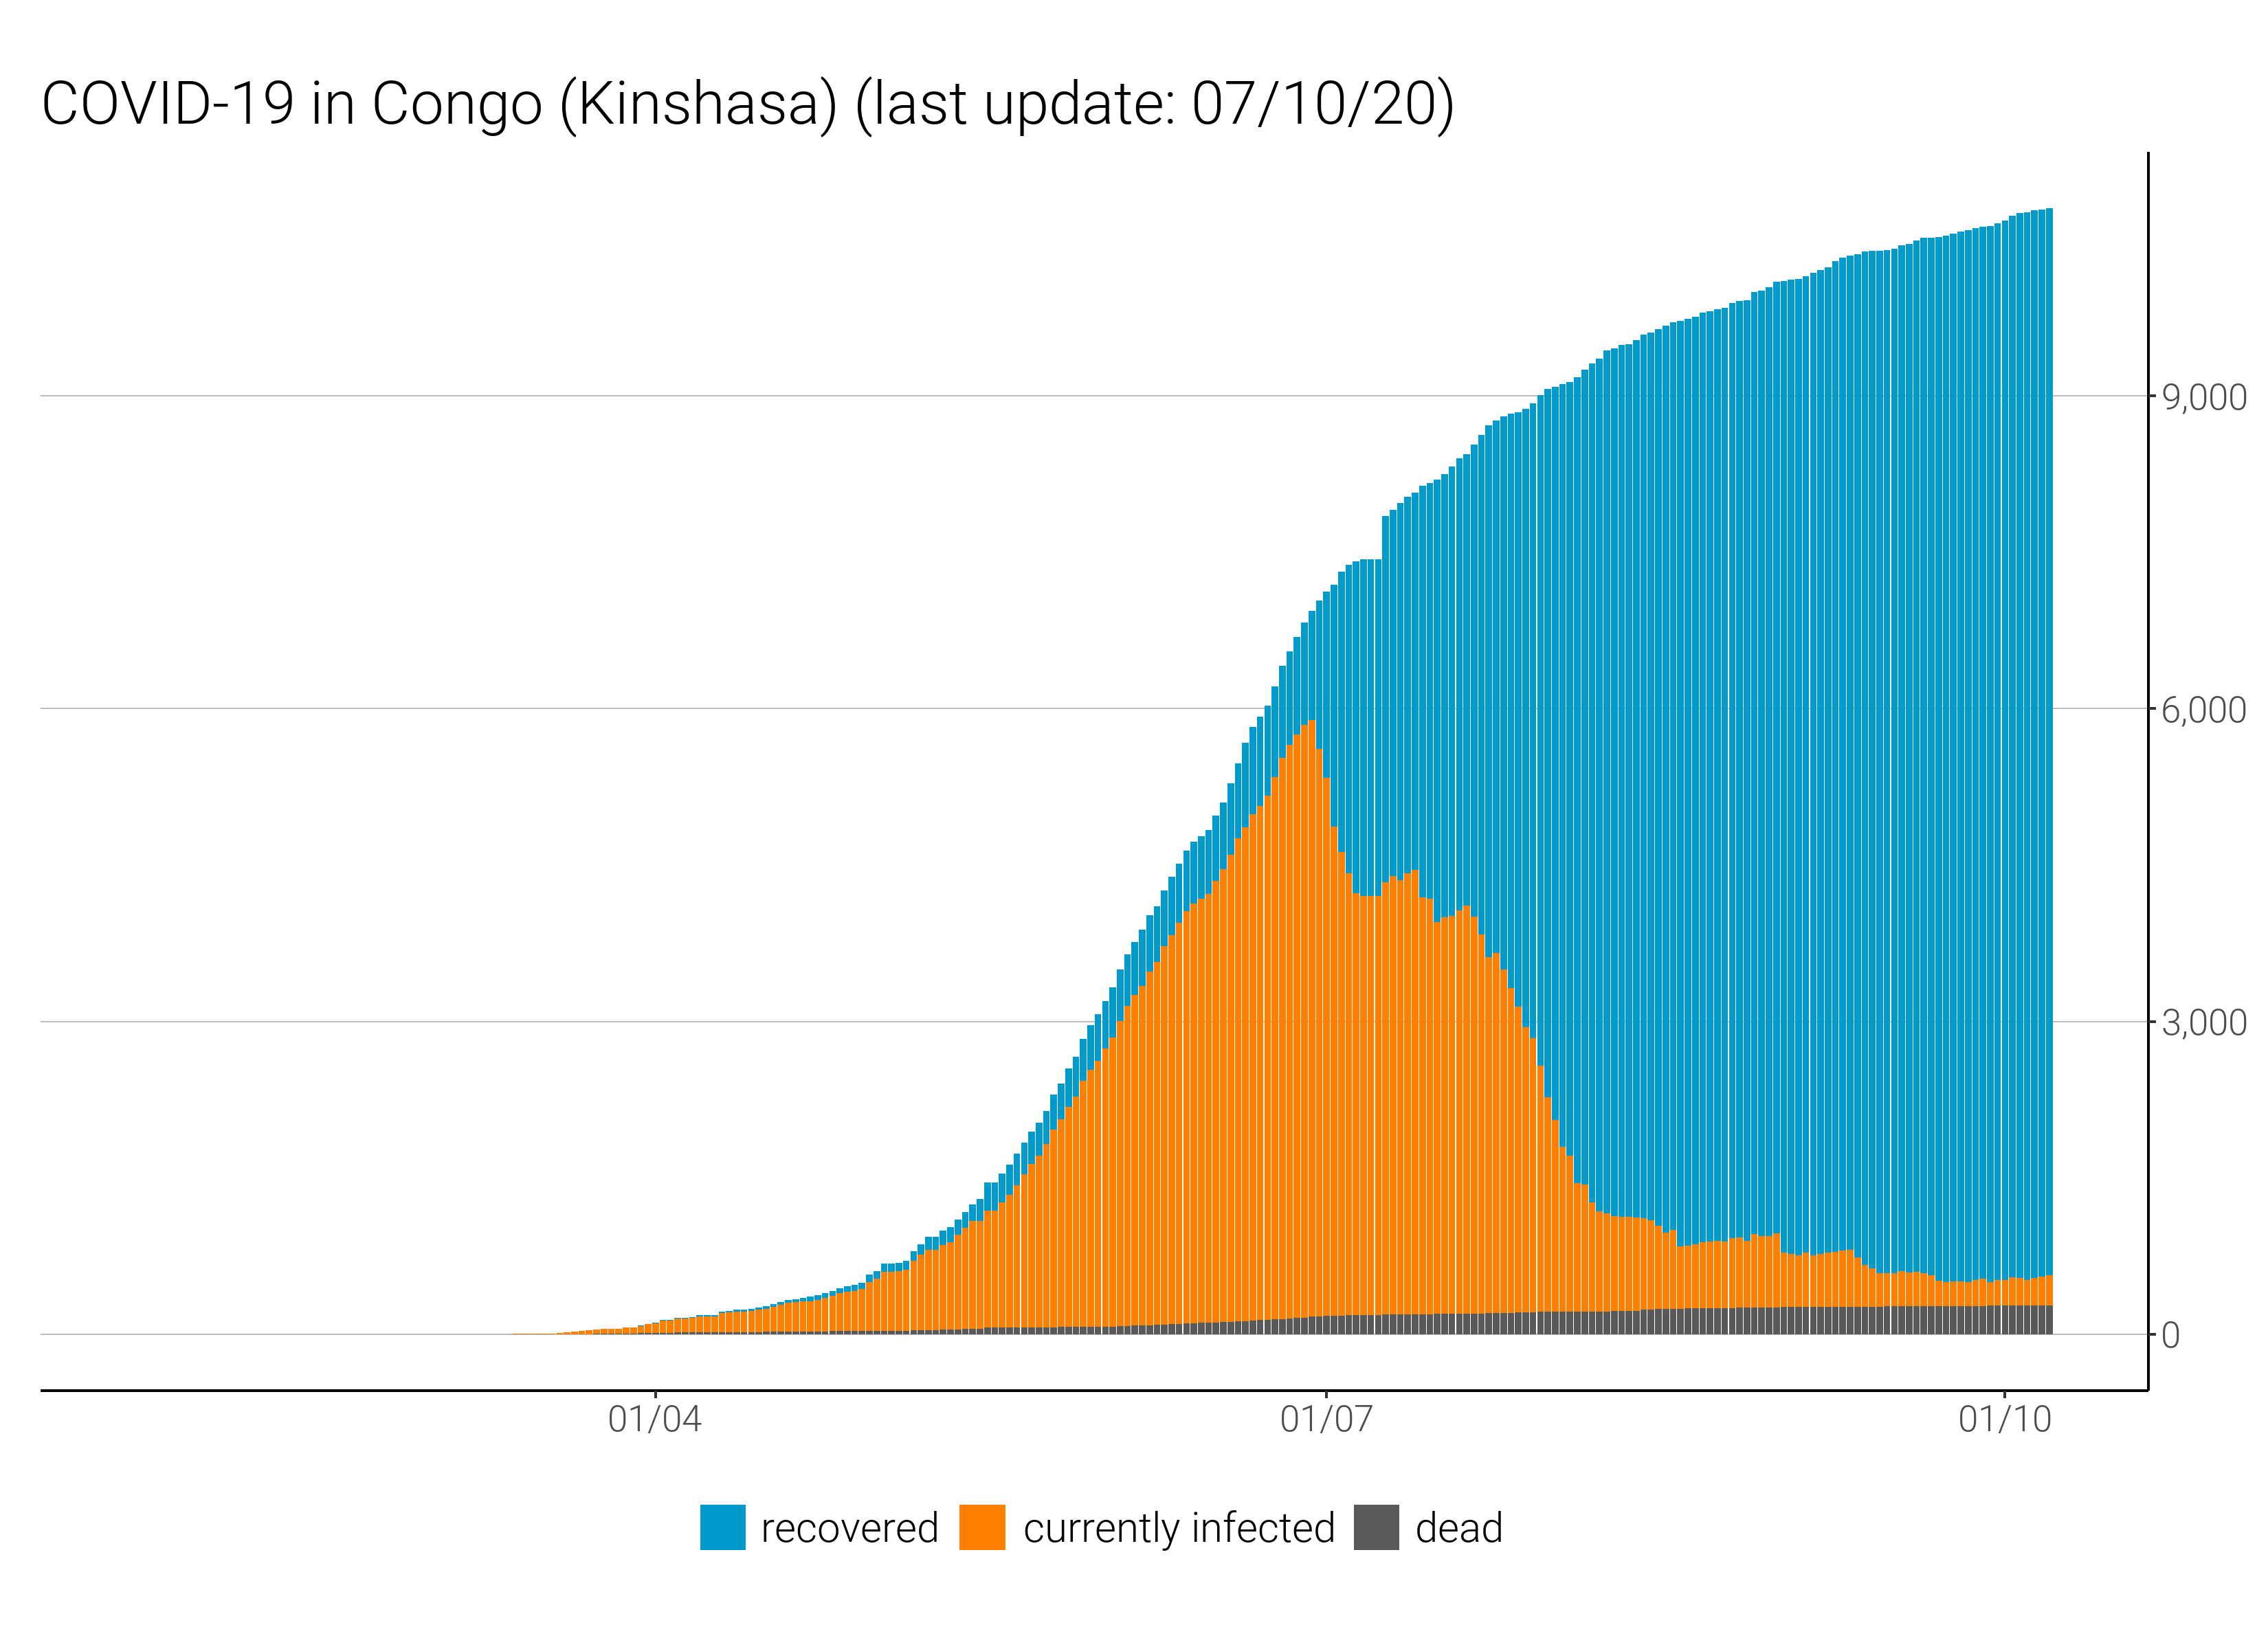 COVID-19 in Congo (Kinshasa) (last update: 07/10/20)
9,000
6,000
3,000
0
01/04 01/07 01/10
recovered currently infected dead